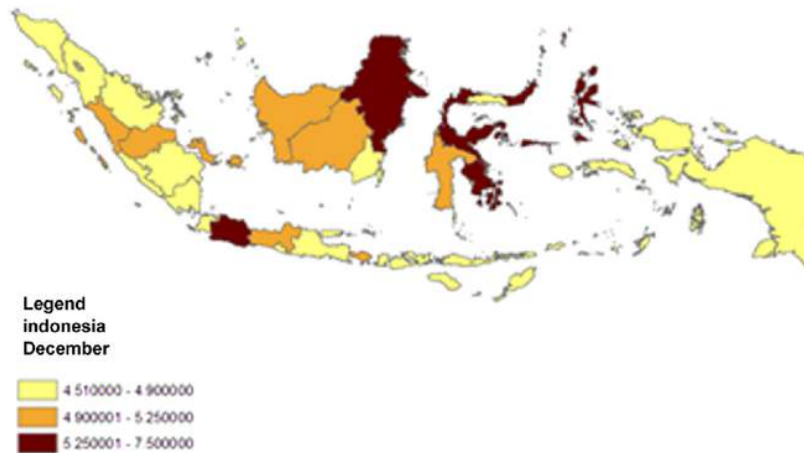 Legend
indonesia
December
4.510000 - 4.900000
4.900001 - 5.250000
5.250001 - 7.500000